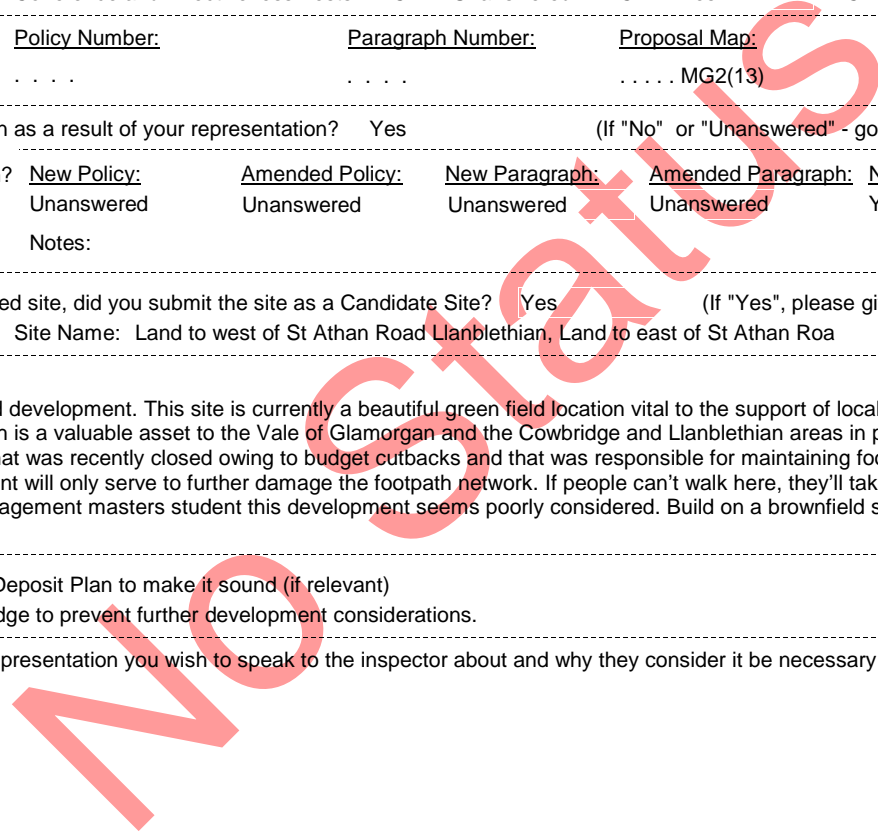 Policy Number: Paragraph Number: Proposal Map:
. . . . . . . . . . . . . MG2(13)
n as a result of your representation? Yes (If "No" or "Unanswered" - go
? New Policy: Amended Policy: New Paragraph: Amended Paragraph: N
Unanswered Unanswered Unanswered Unanswered Y
Notes:
ed site, did you submit the site as a Candidate Site? Yes (If "Yes", please gi
Site Name: Land to west of St Athan Road Llanblethian, Land to east of St Athan Roa
l development. This site is currently a beautiful green field location vital to the support of local
n is a valuable asset to the Vale of Glamorgan and the Cowbridge and Llanblethian areas in p
hat was recently closed owing to budget cutbacks and that was responsible for maintaining foo
nt will only serve to further damage the footpath network. If people can’t walk here, they’ll tak
agement masters student this development seems poorly considered. Build on a brownfield s
Deposit Plan to make it sound (if relevant)
dge to prevent further development considerations.
presentation you wish to speak to the inspector about and why they consider it be necessary
No Status